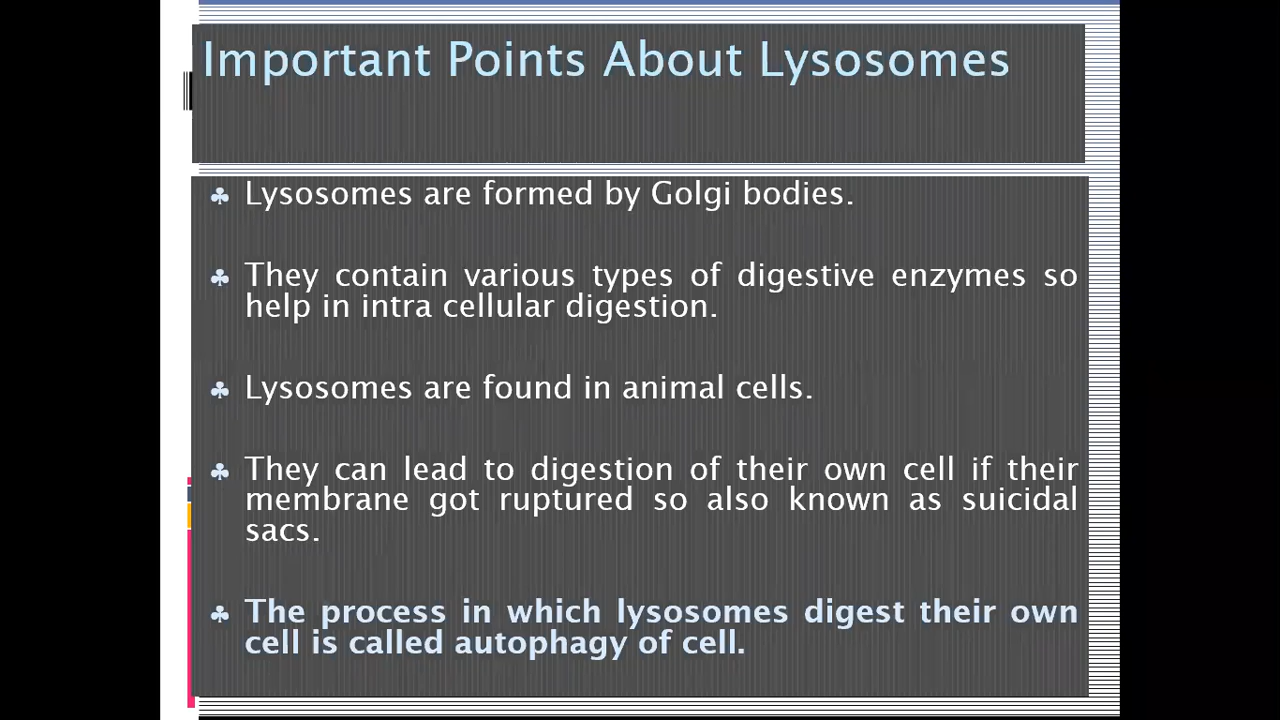 Important Points About Lysosomes
♣ Lysosomes are formed by Golgi bodies.
♣ They contain various types of digestive enzymes so
help in intra cellular digestion.
♣ Lysosomes are found in animal cells.
♣ They can lead to digestion of their own cell if their
membrane got ruptured so also known as suicidal
sacs.
♣ The process in which lysosomes digest their own
cell is called autophagy of cell.